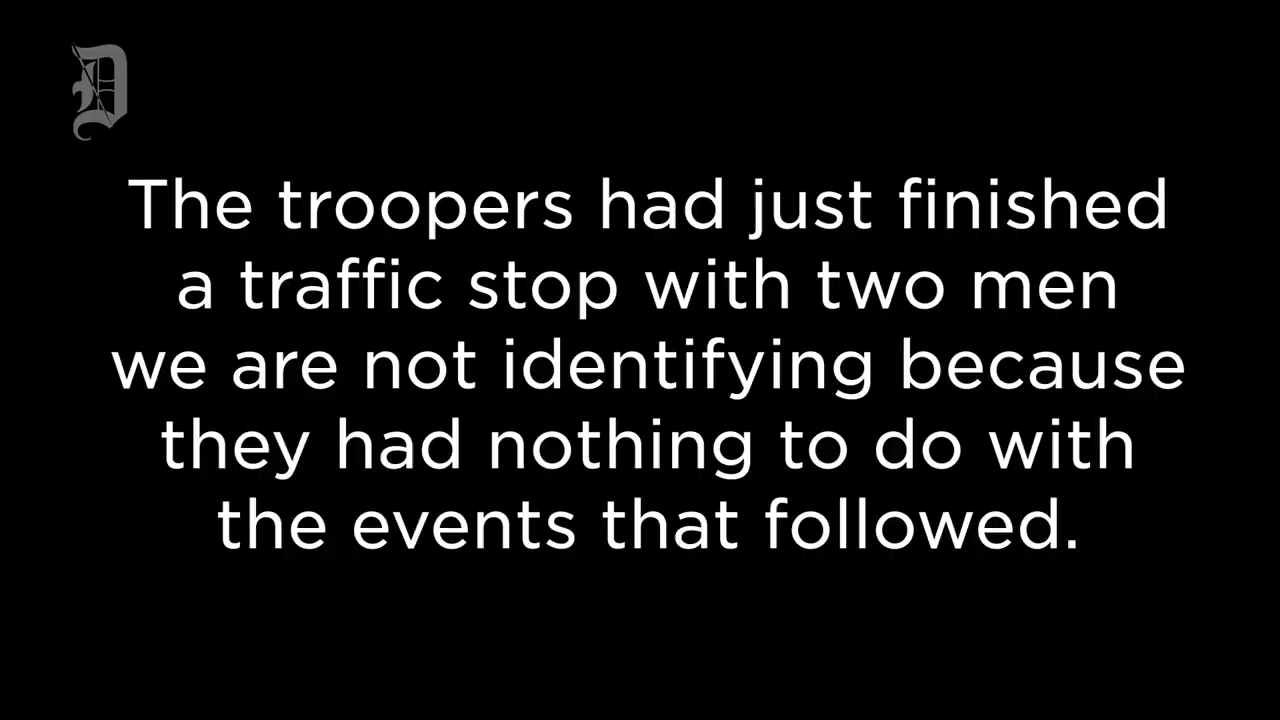 D
The troopers had just finished
a traffic stop with two men
we are not identifying because
they had nothing to do with
the events that followed.